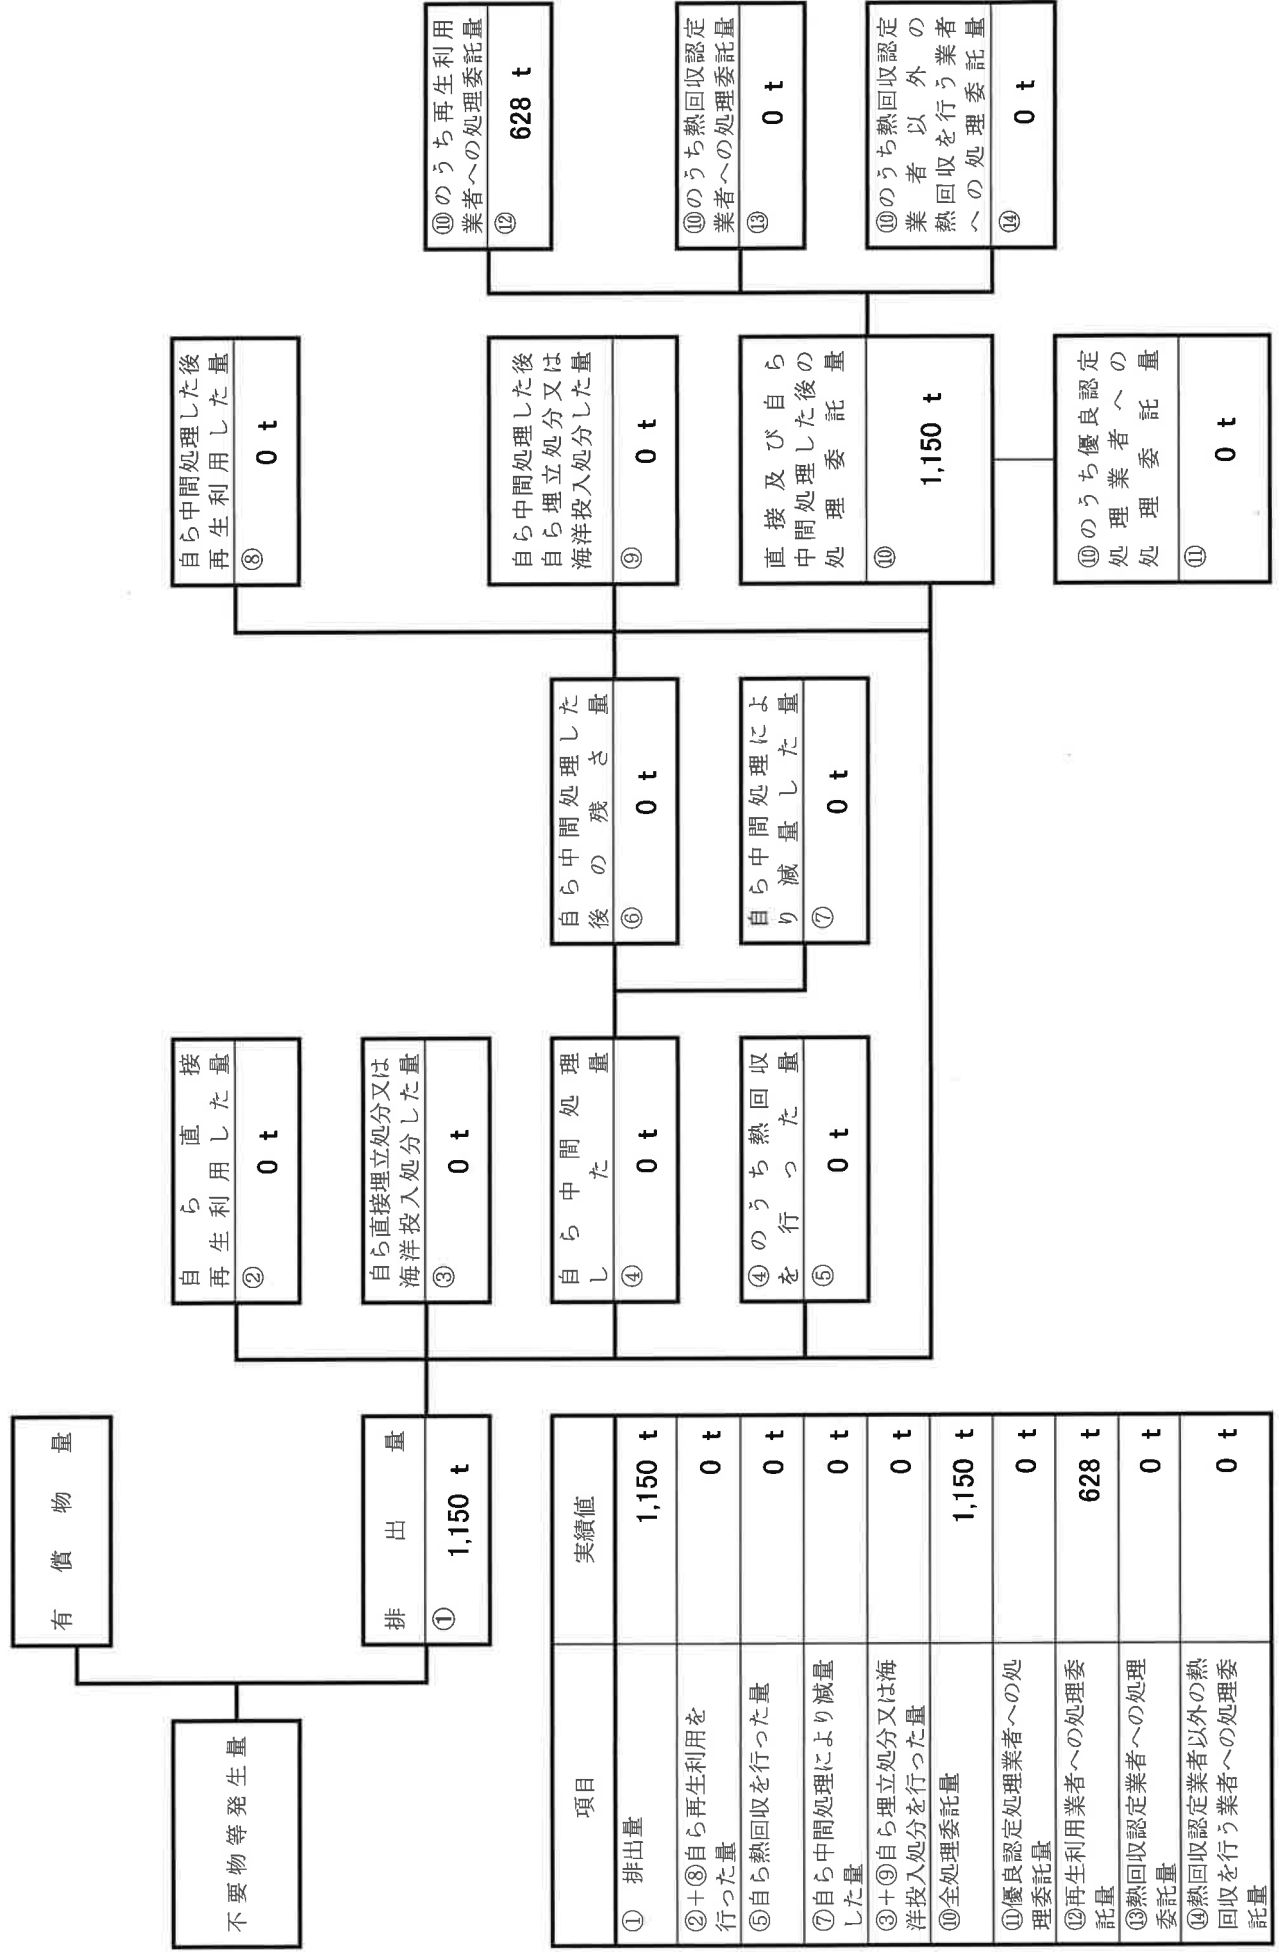 不要物等発生量
有償物量
排出量
① 1,150 t
自ら直接
再生利用した量
② 0 t
自ら直接埋立処分又は
海洋投入処分した量
③ 0 t
自ら中間処理
した量
④ 0 t
④のうち熱回収
を行った量
⑤ 0 t
自ら中間処理した
後の残さ量
⑥ 0 t
自ら中間処理によ
り減量した量
⑦ 0 t
自ら中間処理した後
再生利用した量
⑧ 0 t
自ら中間処理した後
自ら埋立処分又は
海洋投入処分した量
⑨ 0 t
直接及び自ら
中間処理した後の
処理委託量
⑩ 1,150 t
⑩のうち優良認定
処理業者への
処理委託量
⑪ 0 t
⑩のうち再生利用
業者への処理委託量
⑫ 628 t
⑩のうち熱回収認定
業者への処理委託量
⑬ 0 t
⑩のうち熱回収認定
業者以外の
熱回収を行う業者
への処理委託量
⑭ 0 t
項目 実績値
① 排出量 1,150 t
②+⑧自ら再生利用を
行った量 0 t
⑤自ら熱回収を行った量 0 t
⑦自ら中間処理により減量
した量 0 t
③+⑨自ら埋立処分又は海
洋投入処分を行った量 0 t
⑩全処理委託量 1,150 t
⑪優良認定処理業者への処
理委託量 0 t
⑫再生利用業者への処理委
託量 628 t
⑬熱回収認定業者への処理
委託量 0 t
⑭熱回収認定業者以外の熱
回収を行う業者への処理委
託量 0 t